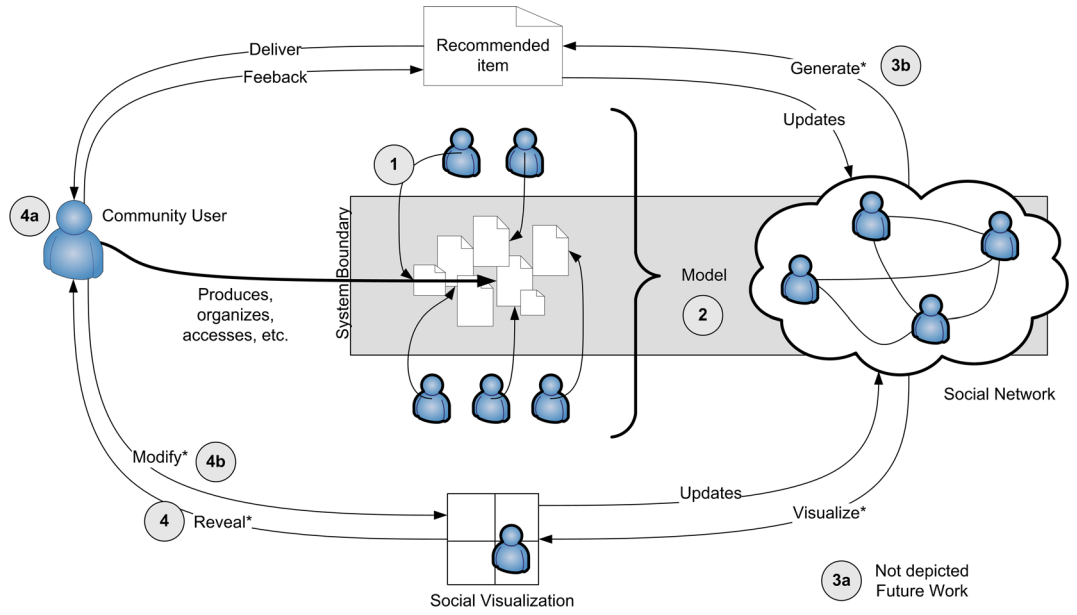 Deliver
Feeback
Recommended
item
Generate*
3b
Updates
1
4a
Community User
System Boundary
Produces,
organizes,
accesses, etc.
Model
2
Social Network
Modify*
4b
4
Reveal*
Updates
Visualize*
Social Visualization
3a
Not depicted
Future Work